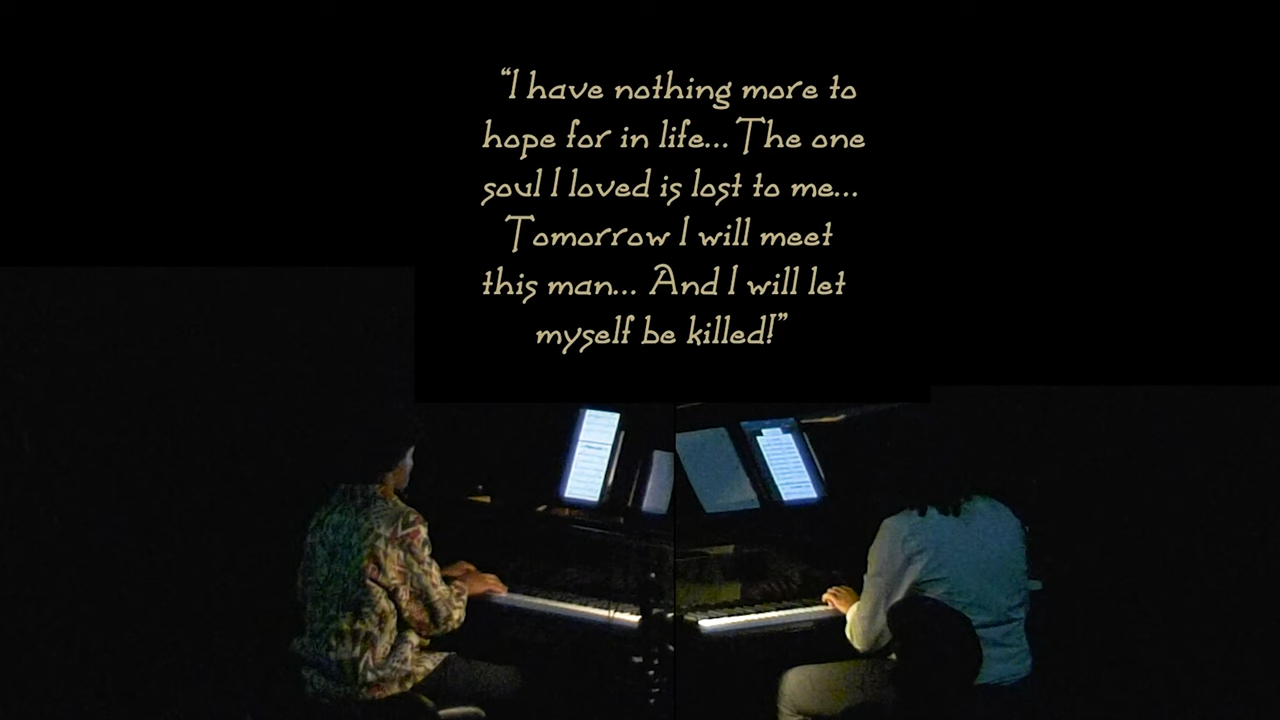 “I have nothing more to
hope for in life... The one
soul I loved is lost to me...
Tomorrow I will meet
this man... And I will let
myself be killed!”